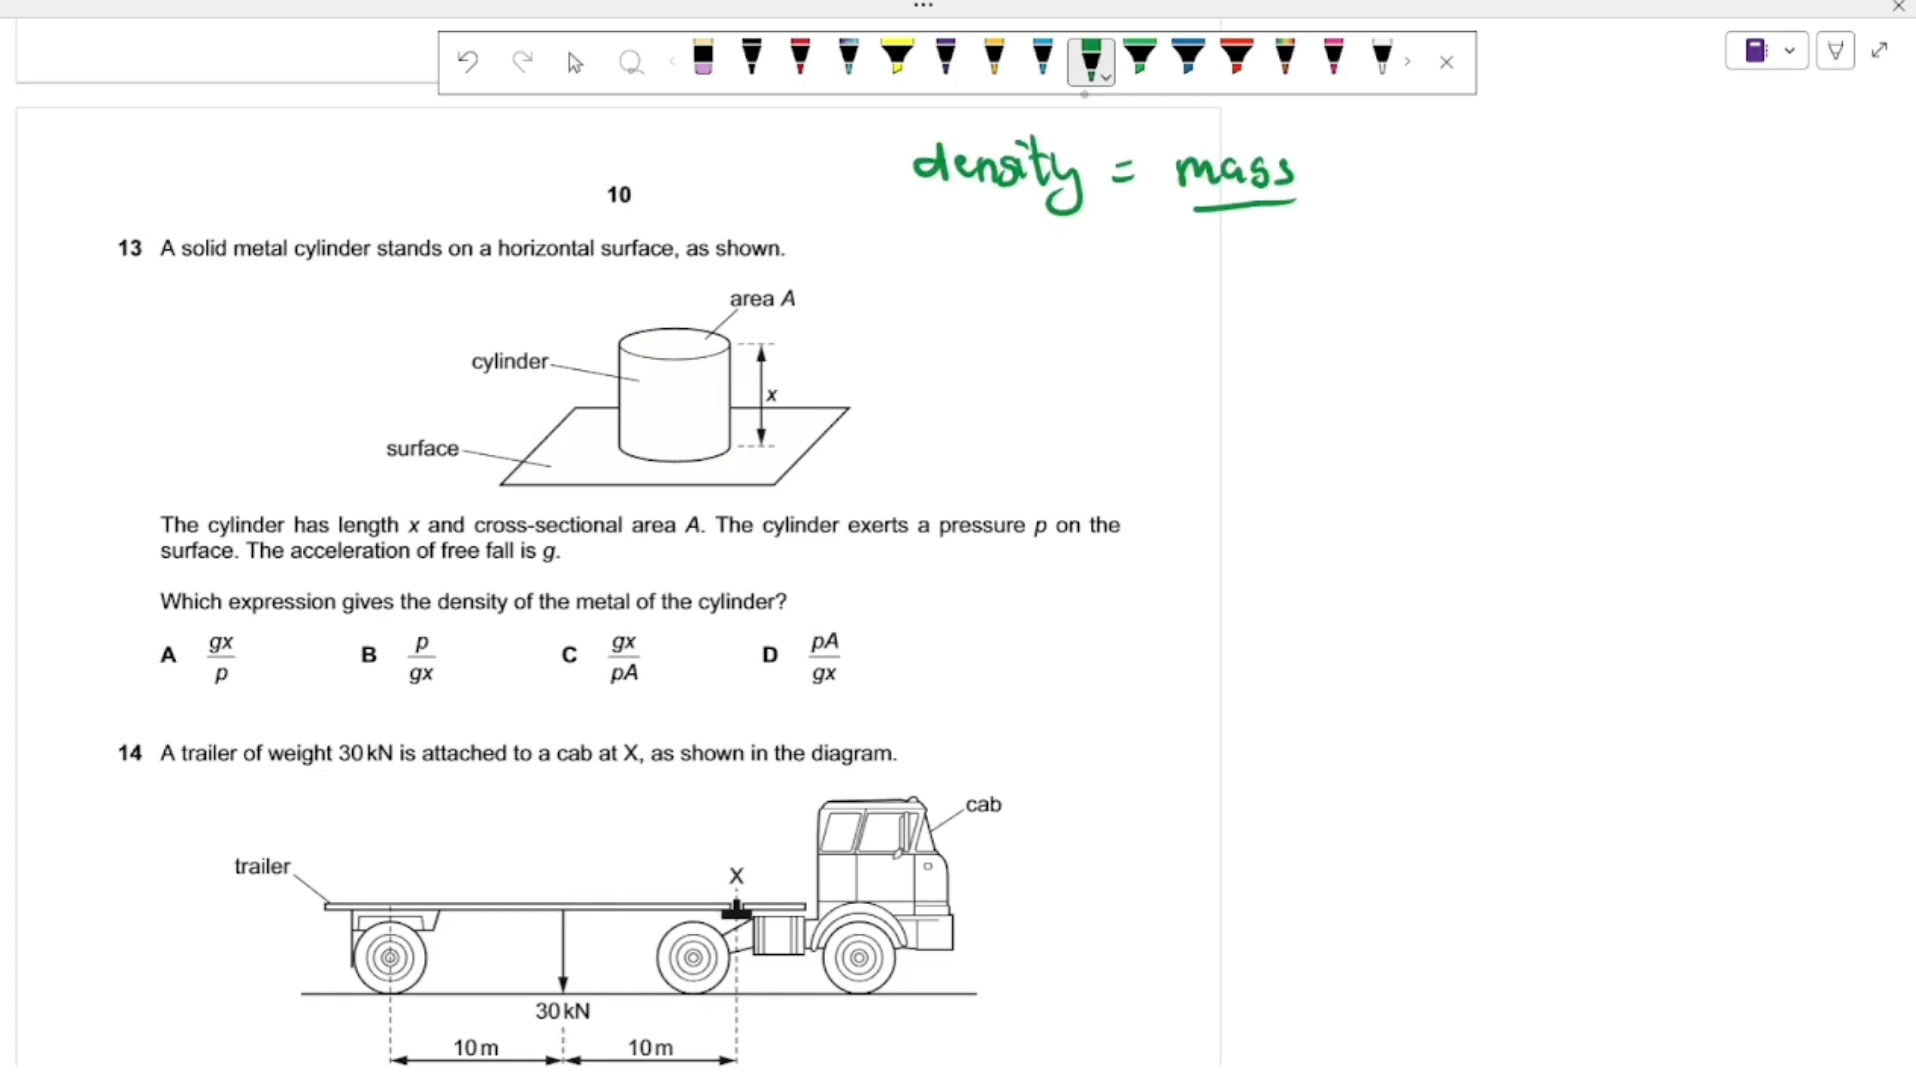 density = mass
10
13 A solid metal cylinder stands on a horizontal surface, as shown.
area A
cylinder
x
surface
The cylinder has length x and cross-sectional area A. The cylinder exerts a pressure p on the
surface. The acceleration of free fall is g.
Which expression gives the density of the metal of the cylinder?
A gx/p B p/gx C gx/pA D pA/gx
14 A trailer of weight 30 kN is attached to a cab at X, as shown in the diagram.
cab
trailer
X
30 kN
10 m 10 m